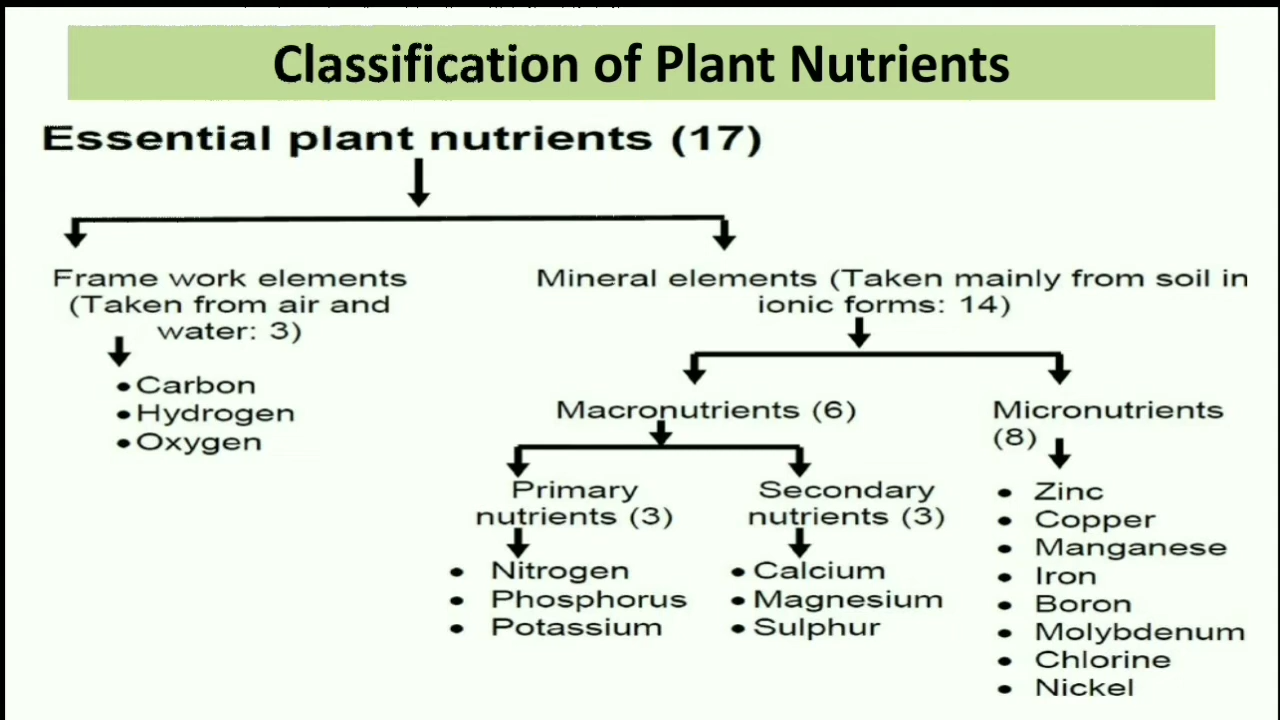 Classification of Plant Nutrients
Essential plant nutrients (17)
Frame work elements
(Taken from air and
water: 3)
• Carbon
• Hydrogen
• Oxygen
Mineral elements (Taken mainly from soil in
ionic forms: 14)
Macronutrients (6)
Primary
nutrients (3)
• Nitrogen
• Phosphorus
• Potassium
Secondary
nutrients (3)
• Calcium
• Magnesium
• Sulphur
Micronutrients
(8)
• Zinc
• Copper
• Manganese
• Iron
• Boron
• Molybdenum
• Chlorine
• Nickel